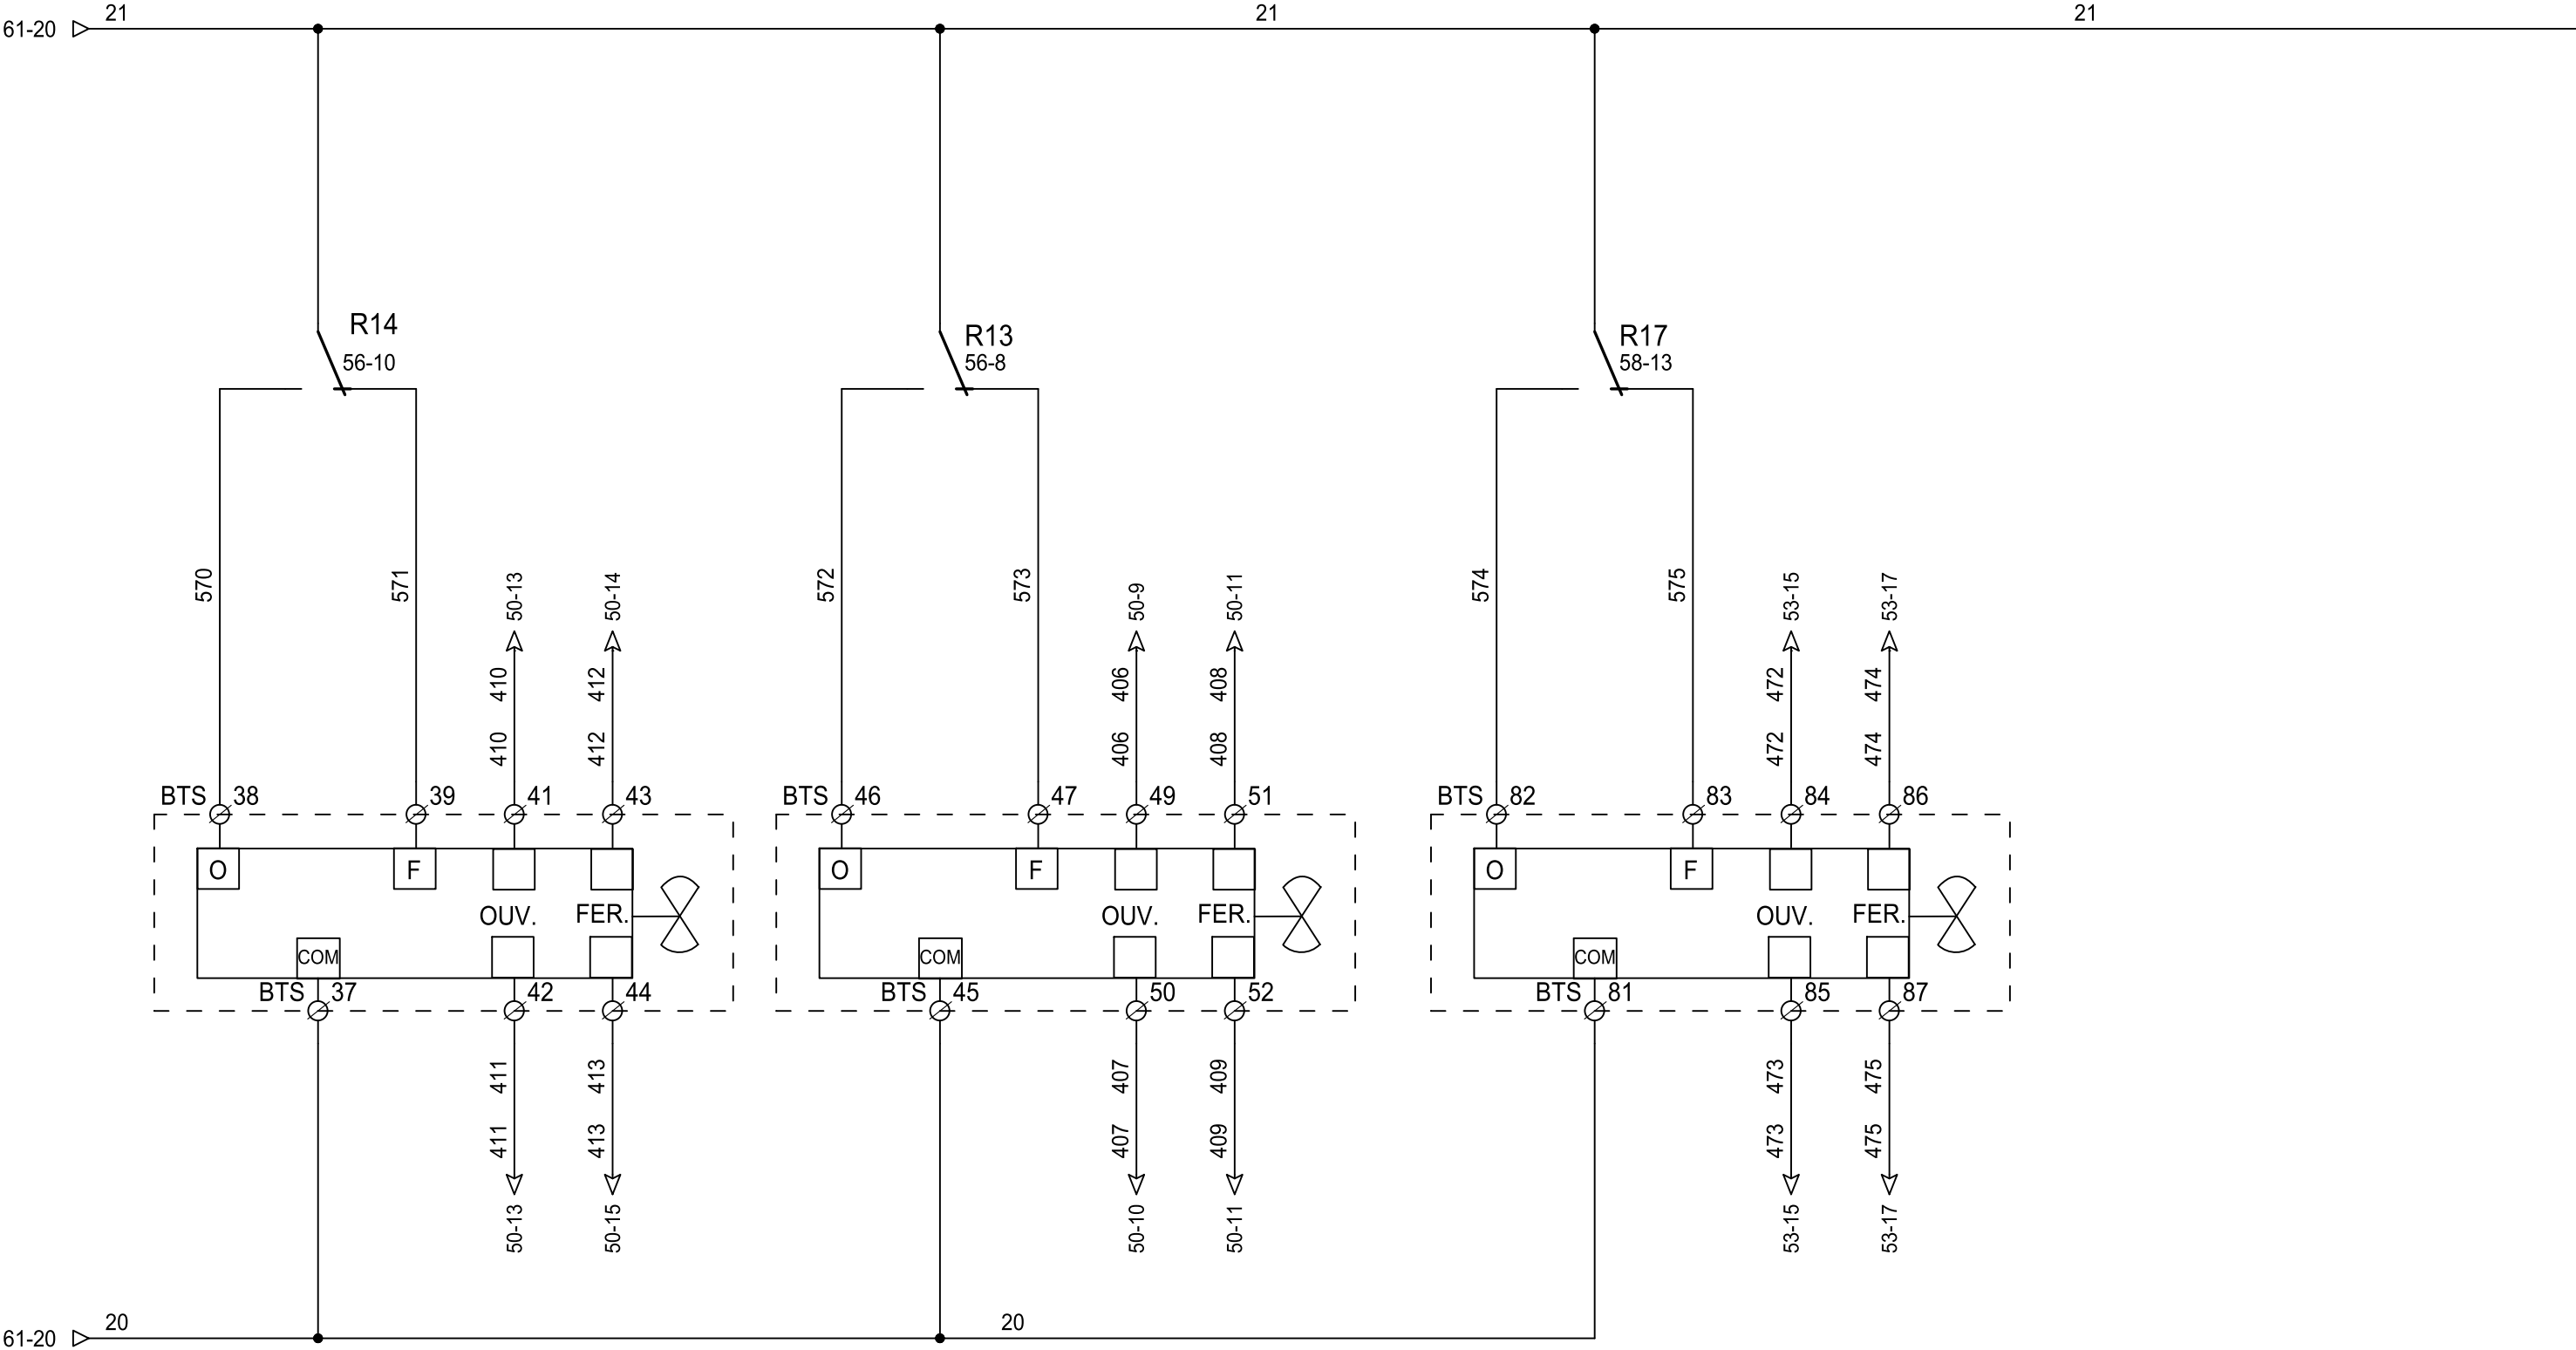 21 21 21
61-20
R14 R13 R17
56-10 56-8 58-13
570 571 50-13 50-14 572 573 50-9 50-11 574 575 53-15 53-17
410 412 406 408 472 474
410 412 406 408 472 474
BTS 38 39 41 43 BTS 46 47 49 51 BTS 82 83 84 86
O F O F O F
OUV. FER. OUV. FER. OUV. FER.
COM COM COM
BTS 37 42 44 BTS 45 50 52 BTS 81 85 87
411 413 407 409 473 475
411 413 407 409 473 475
50-13 50-15 50-10 50-11 53-15 53-17
20 20
61-20